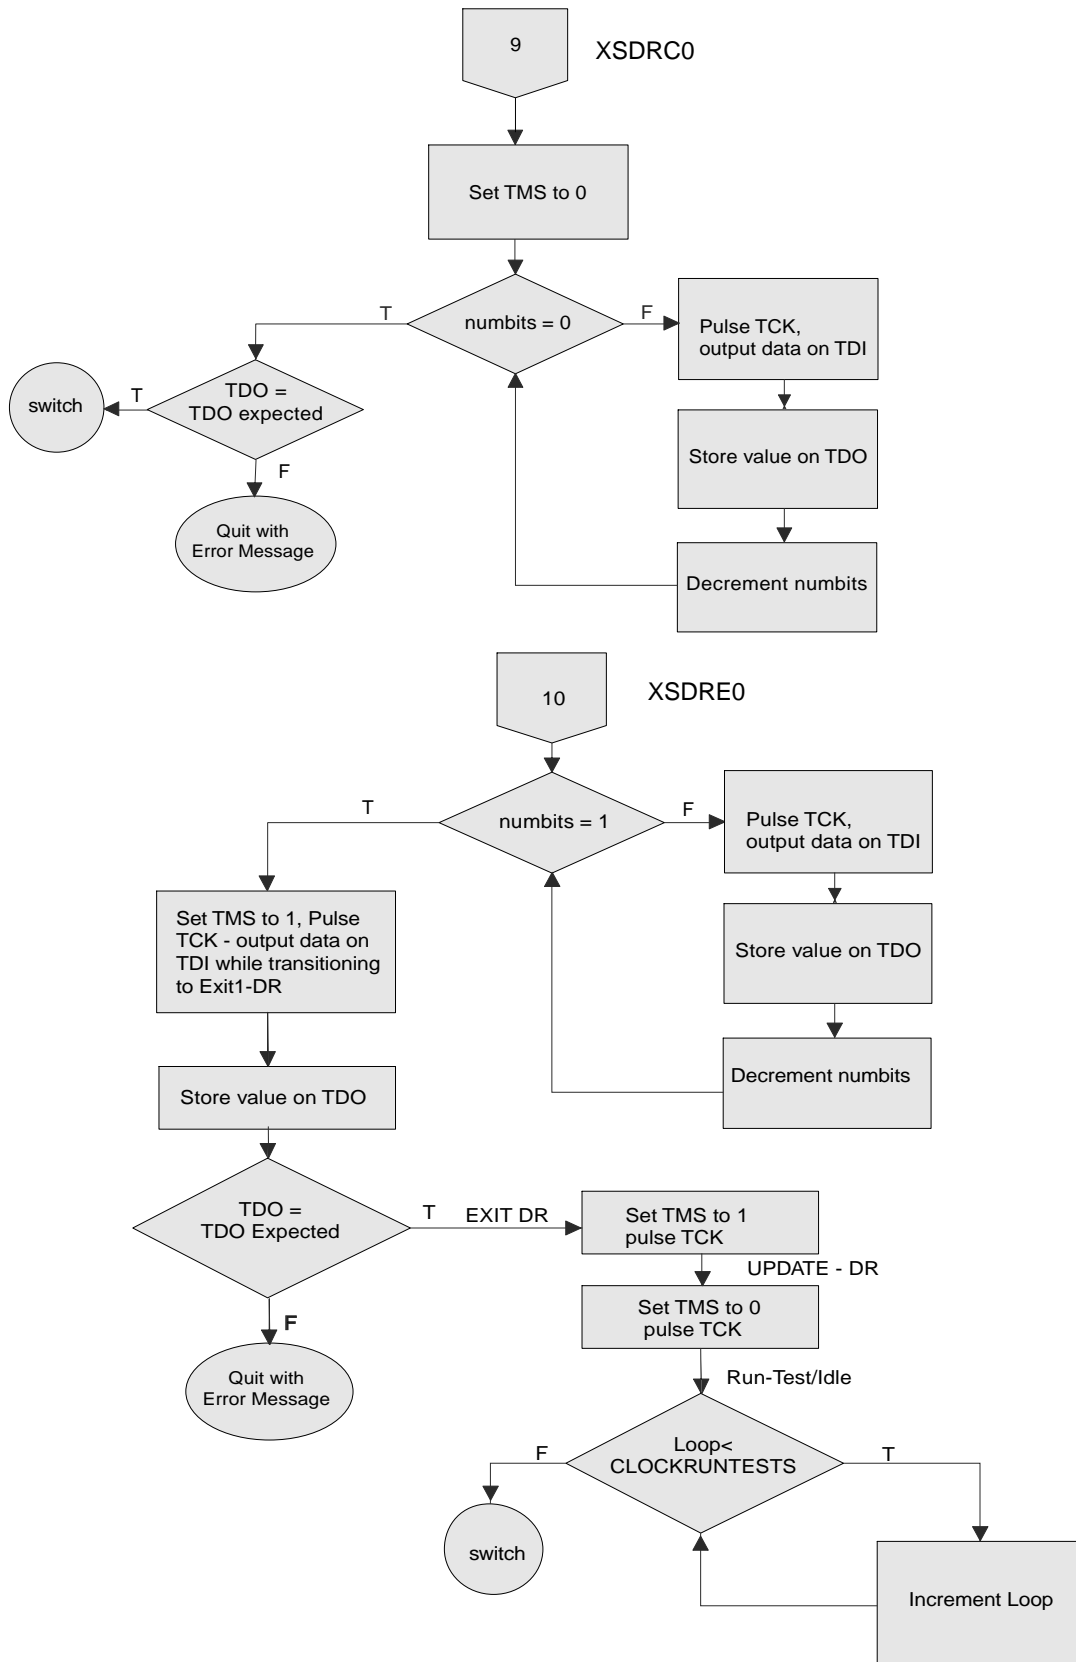 9
XSDRC0
Set TMS to 0
numbits = 0
T
F
Pulse TCK,
output data on TDI
TDO =
TDO expected
T
switch
Store value on TDO
F
Quit with
Error Message
Decrement numbits
10
XSDRE0
numbits = 1
T
F
Pulse TCK,
output data on TDI
Set TMS to 1, Pulse
TCK - output data on
TDI while transitioning
to Exit1-DR
Store value on TDO
Decrement numbits
Store value on TDO
TDO =
TDO Expected
T
EXIT DR
Set TMS to 1
pulse TCK
UPDATE - DR
Set TMS to 0
pulse TCK
F
Quit with
Error Message
Run-Test/Idle
Loop<
CLOCKRUNTESTS
F
T
switch
Increment Loop